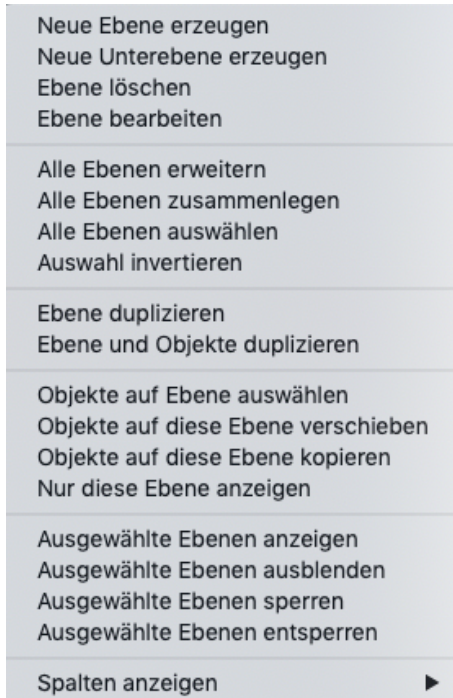 Neue Ebene erzeugen
Neue Unterebene erzeugen
Ebene löschen
Ebene bearbeiten
Alle Ebenen erweitern
Alle Ebenen zusammenlegen
Alle Ebenen auswählen
Auswahl invertieren
Ebene duplizieren
Ebene und Objekte duplizieren
Objekte auf Ebene auswählen
Objekte auf diese Ebene verschieben
Objekte auf diese Ebene kopieren
Nur diese Ebene anzeigen
Ausgewählte Ebenen anzeigen
Ausgewählte Ebenen ausblenden
Ausgewählte Ebenen sperren
Ausgewählte Ebenen entsperren
Spalten anzeigen